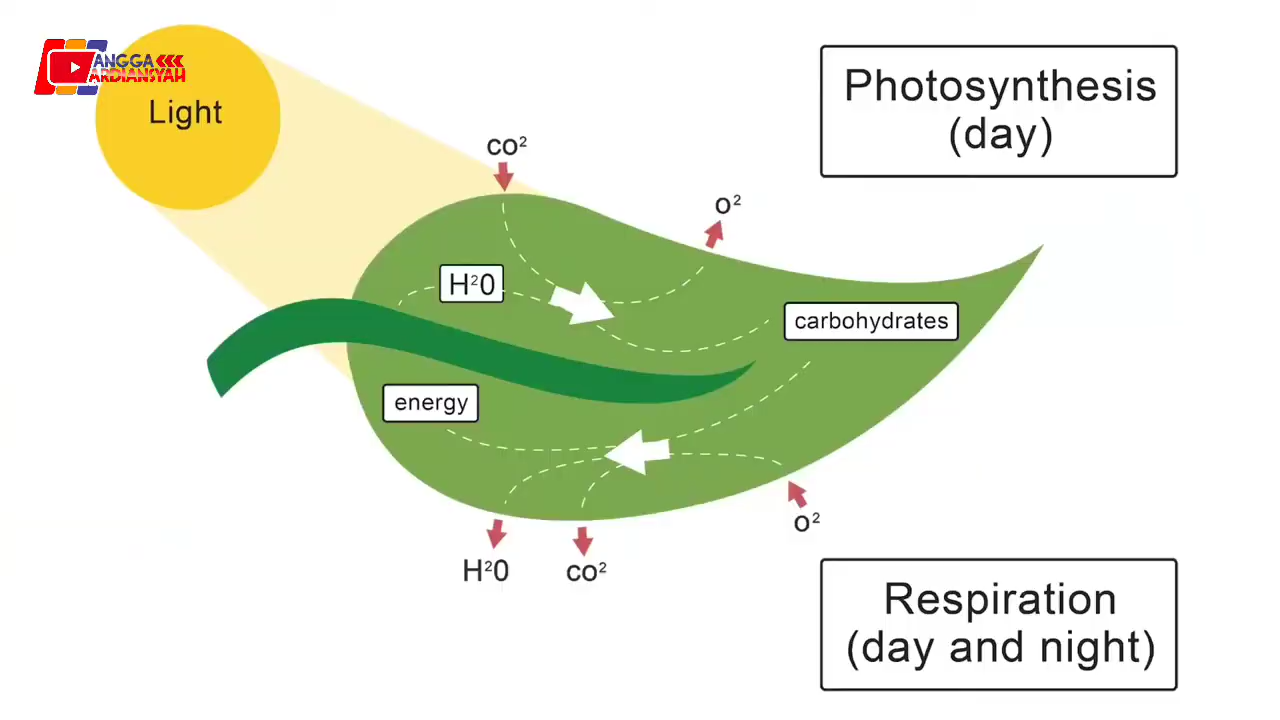 ANGGA
ARDIANSYAH
Light
Photosynthesis
(day)
co²
o²
H²0
carbohydrates
energy
o²
H²0
co²
Respiration
(day and night)